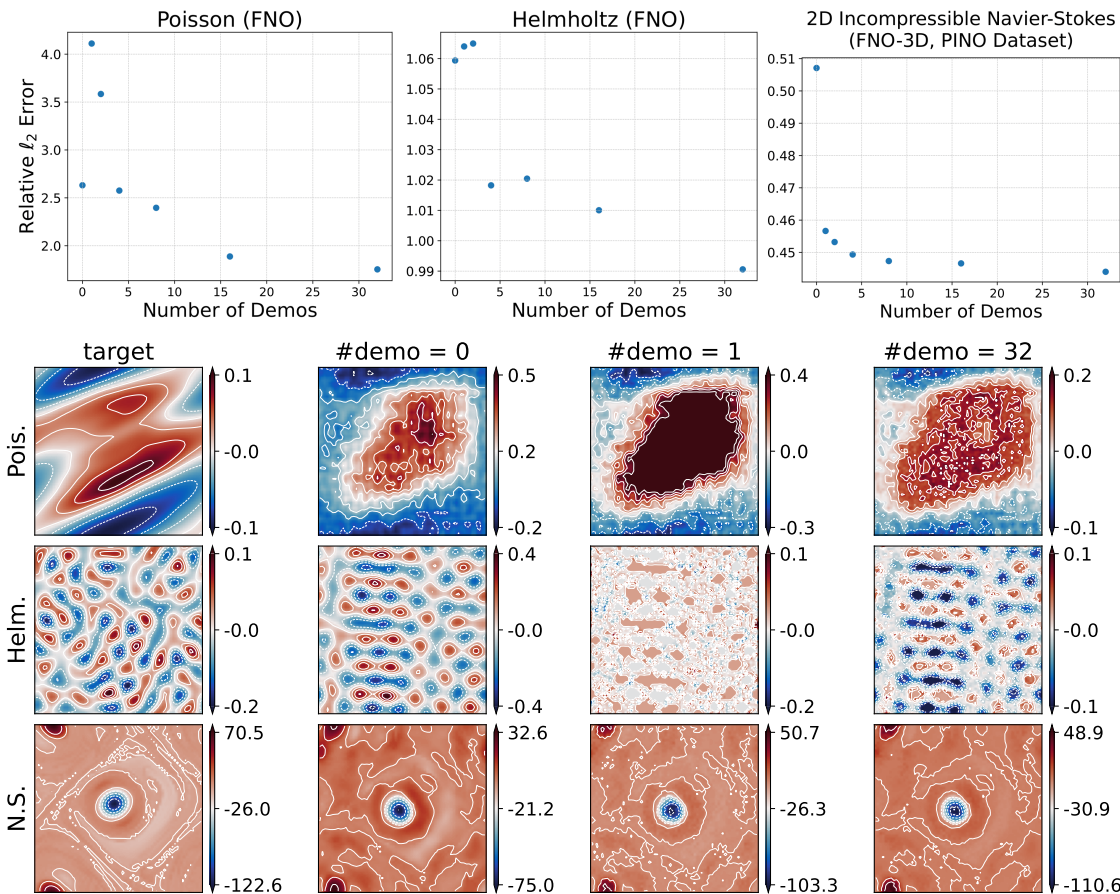 Poisson (FNO)
Relative ℓ₂ Error
4.0
3.5
3.0
2.5
2.0
0 5 10 15 20 25 30
Number of Demos
Helmholtz (FNO)
1.06
1.05
1.04
1.03
1.02
1.01
1.00
0.99
0 5 10 15 20 25 30
Number of Demos
2D Incompressible Navier-Stokes
(FNO-3D, PINO Dataset)
0.51
0.50
0.49
0.48
0.47
0.46
0.45
0 5 10 15 20 25 30
Number of Demos
target #demo = 0 #demo = 1 #demo = 32
Pois.
0.1 0.5 0.4 0.2
-0.0 0.2 0.0 0.0
-0.1 -0.2 -0.3 -0.1
Helm.
0.1 0.4 0.1 0.1
-0.0 -0.0 -0.0 -0.0
-0.2 -0.4 -0.2 -0.1
N.S.
70.5 32.6 50.7 48.9
-26.0 -21.2 -26.3 -30.9
-122.6 -75.0 -103.3 -110.6